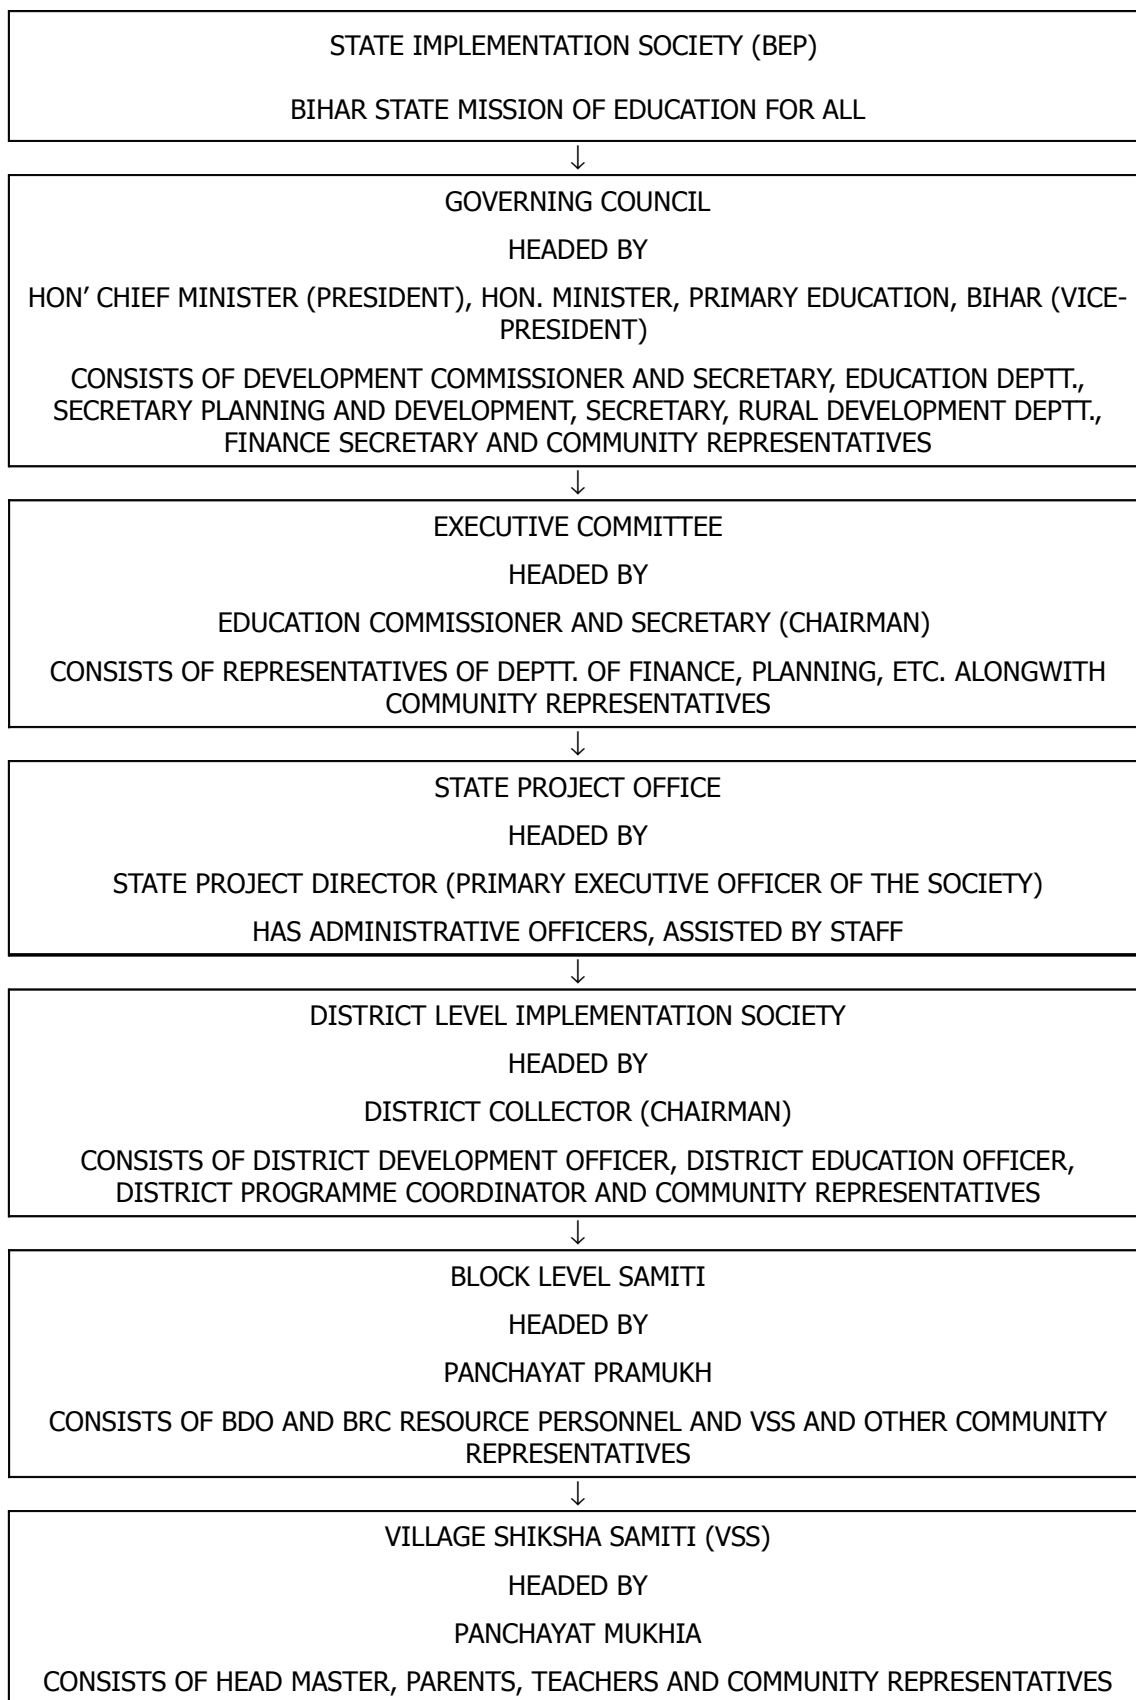 STATE IMPLEMENTATION SOCIETY (BEP)
BIHAR STATE MISSION OF EDUCATION FOR ALL
↓
GOVERNING COUNCIL
HEADED BY
HON’ CHIEF MINISTER (PRESIDENT), HON. MINISTER, PRIMARY EDUCATION, BIHAR (VICE-
PRESIDENT)
CONSISTS OF DEVELOPMENT COMMISSIONER AND SECRETARY, EDUCATION DEPTT.,
SECRETARY PLANNING AND DEVELOPMENT, SECRETARY, RURAL DEVELOPMENT DEPTT.,
FINANCE SECRETARY AND COMMUNITY REPRESENTATIVES
↓
EXECUTIVE COMMITTEE
HEADED BY
EDUCATION COMMISSIONER AND SECRETARY (CHAIRMAN)
CONSISTS OF REPRESENTATIVES OF DEPTT. OF FINANCE, PLANNING, ETC. ALONGWITH
COMMUNITY REPRESENTATIVES
↓
STATE PROJECT OFFICE
HEADED BY
STATE PROJECT DIRECTOR (PRIMARY EXECUTIVE OFFICER OF THE SOCIETY)
HAS ADMINISTRATIVE OFFICERS, ASSISTED BY STAFF
↓
DISTRICT LEVEL IMPLEMENTATION SOCIETY
HEADED BY
DISTRICT COLLECTOR (CHAIRMAN)
CONSISTS OF DISTRICT DEVELOPMENT OFFICER, DISTRICT EDUCATION OFFICER,
DISTRICT PROGRAMME COORDINATOR AND COMMUNITY REPRESENTATIVES
↓
BLOCK LEVEL SAMITI
HEADED BY
PANCHAYAT PRAMUKH
CONSISTS OF BDO AND BRC RESOURCE PERSONNEL AND VSS AND OTHER COMMUNITY
REPRESENTATIVES
↓
VILLAGE SHIKSHA SAMITI (VSS)
HEADED BY
PANCHAYAT MUKHIA
CONSISTS OF HEAD MASTER, PARENTS, TEACHERS AND COMMUNITY REPRESENTATIVES